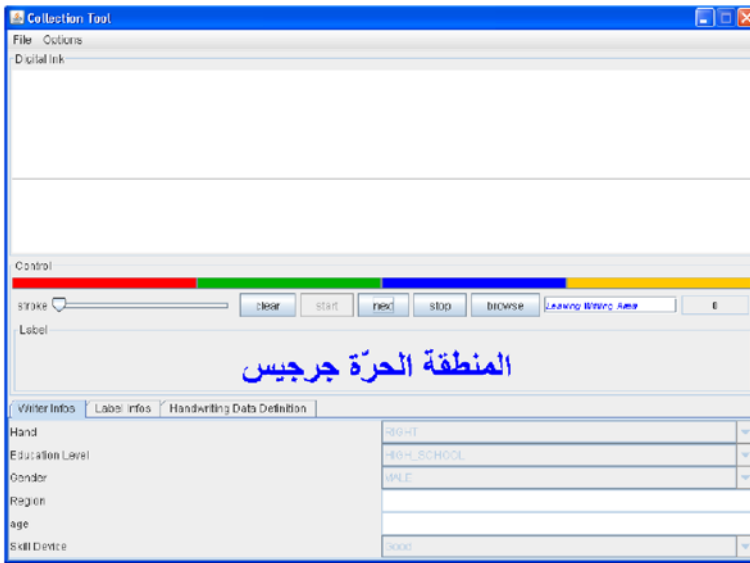 Collection Tool
File Options
Digital Ink
Control
stroke clear start next stop browse Leaving Writing Area 0
Label
المنطقة الحرّة جرجيس
Writer Infos Label Infos Handwriting Data Definition
Hand RIGHT
Education Level HIGH_SCHOOL
Gender MALE
Region
age
Skill Device Good